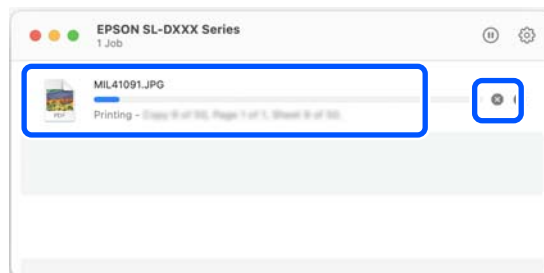 EPSON SL-DXXX Series
1 Job
MIL41091.JPG
PDF
Printing -